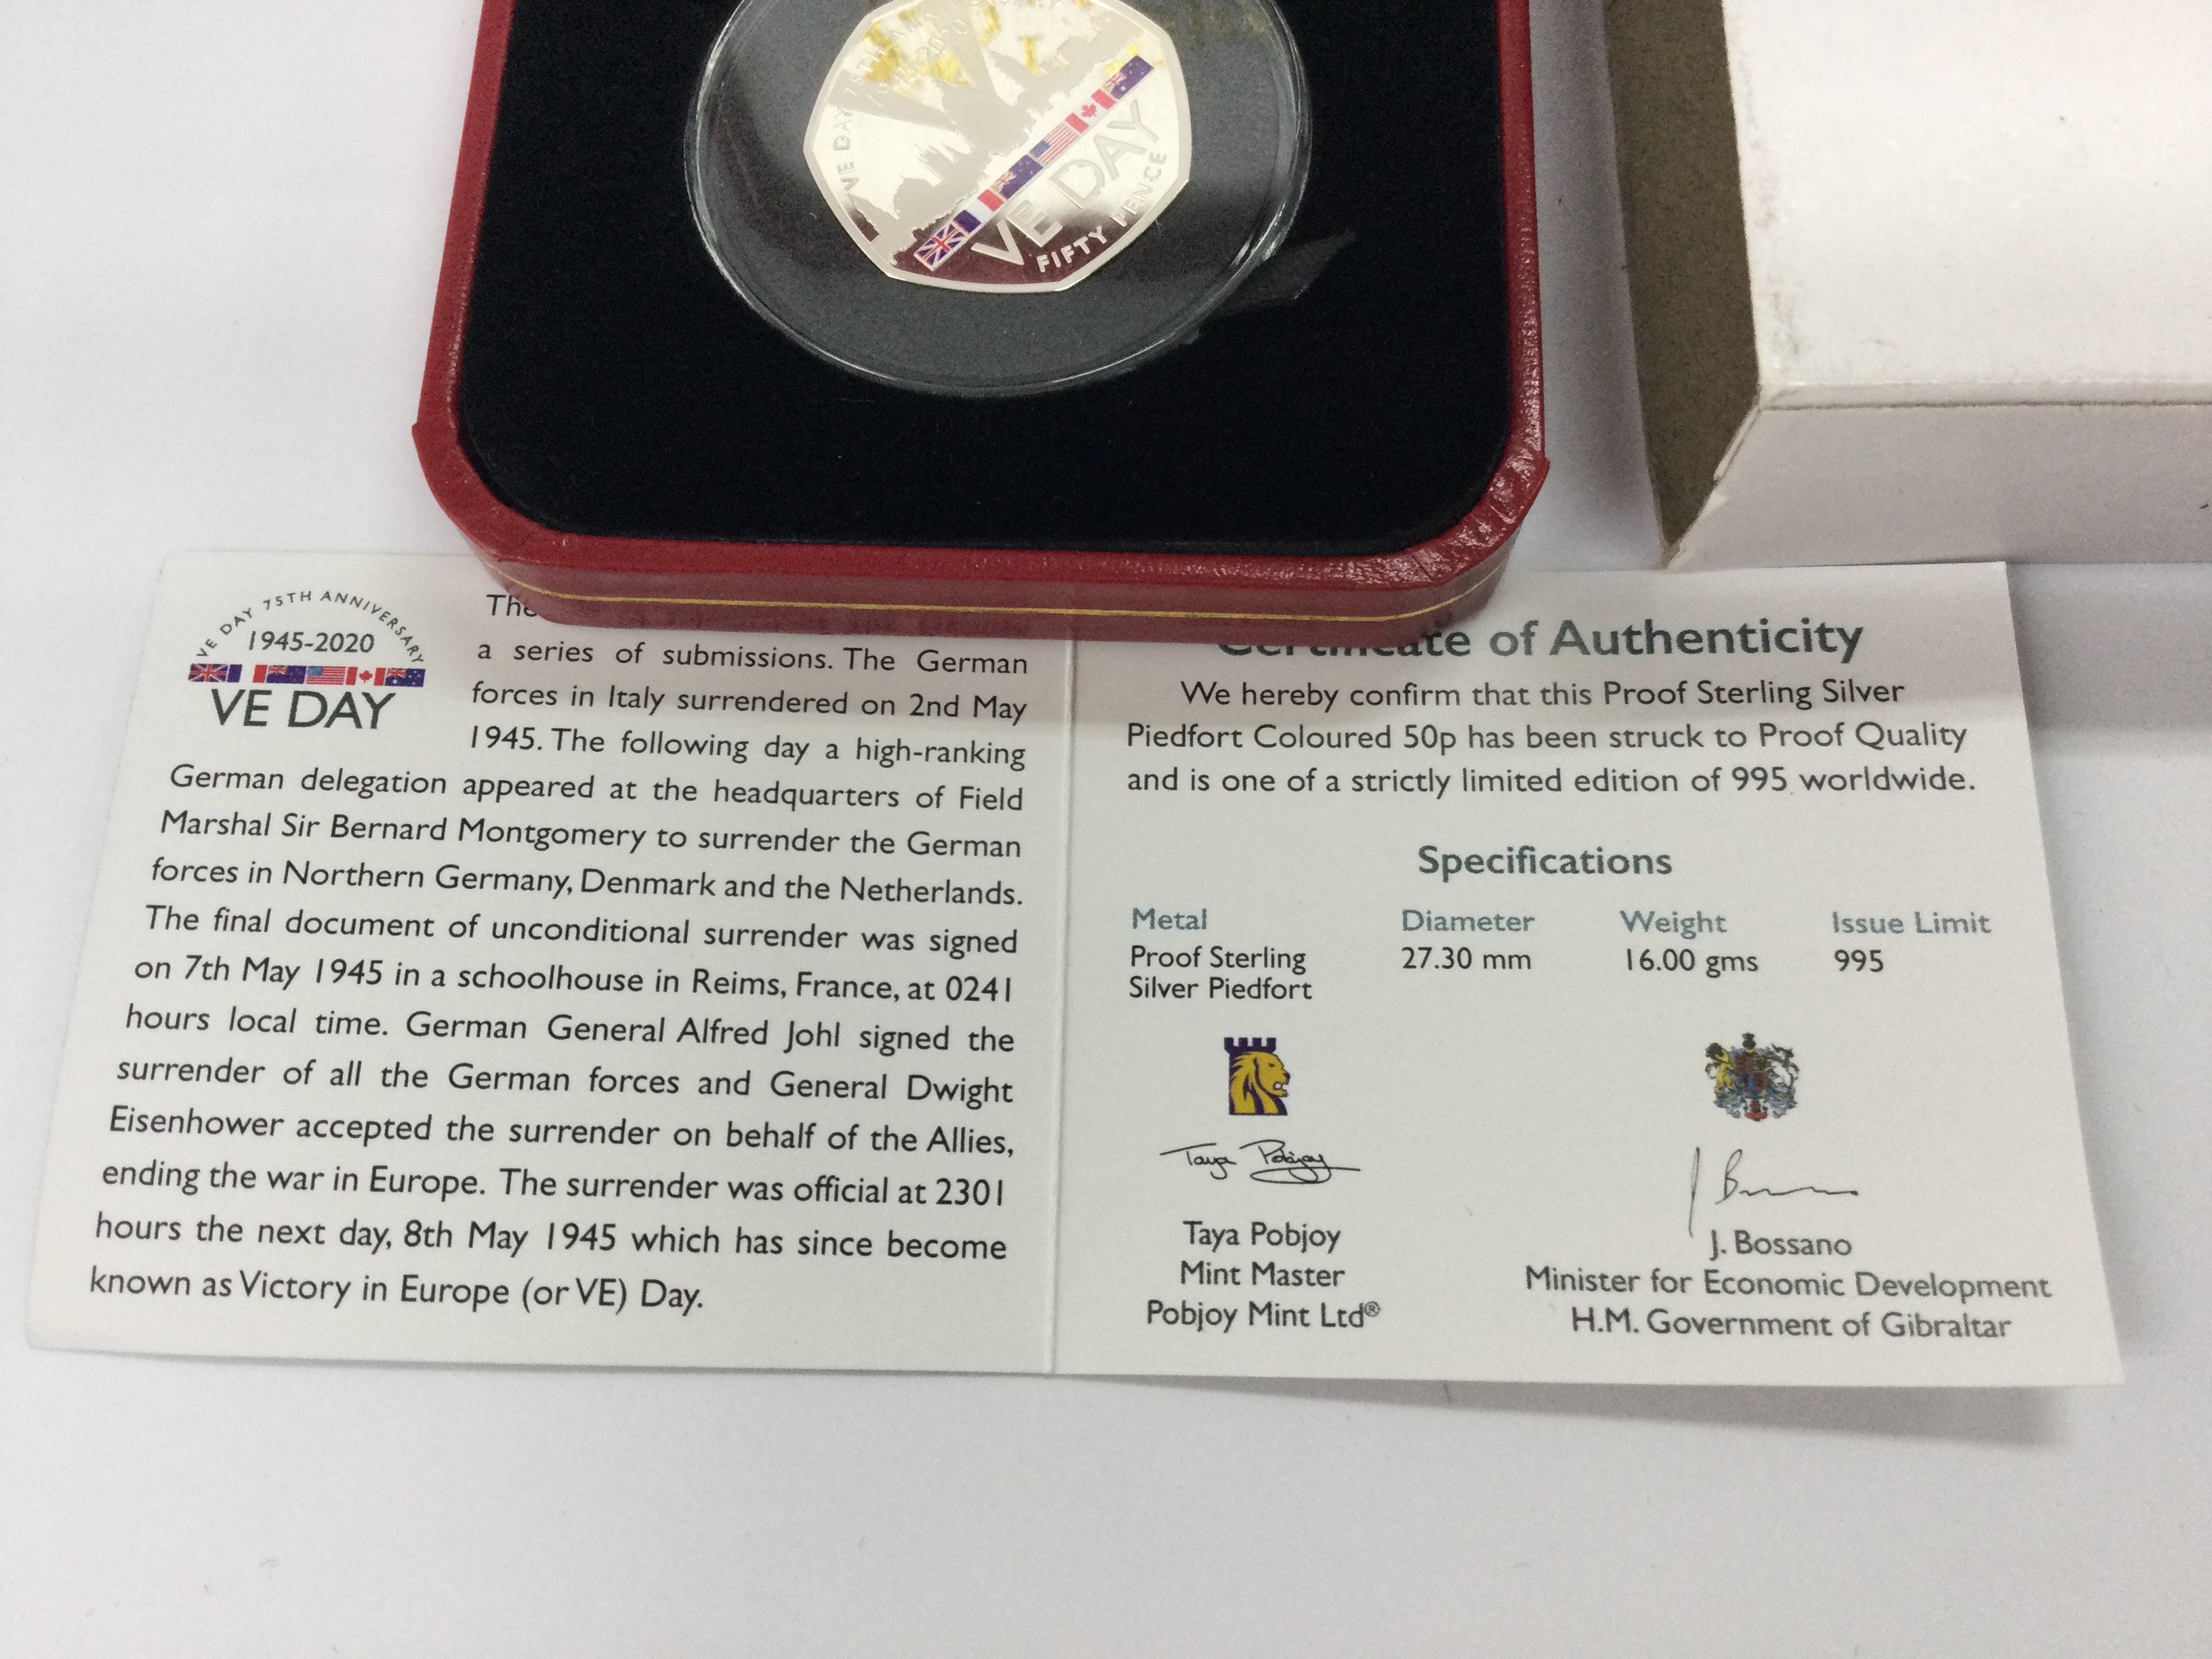 VE DAY
VE DAY
FIFTY PENCE
VE DAY 75TH ANNIVERSARY
1945-2020
VE DAY
The
a series of submissions. The German
forces in Italy surrendered on 2nd May
1945. The following day a high-ranking
German delegation appeared at the headquarters of Field
Marshal Sir Bernard Montgomery to surrender the German
forces in Northern Germany, Denmark and the Netherlands.
The final document of unconditional surrender was signed
on 7th May 1945 in a schoolhouse in Reims, France, at 0241
hours local time. German General Alfred Johl signed the
surrender of all the German forces and General Dwight
Eisenhower accepted the surrender on behalf of the Allies,
ending the war in Europe. The surrender was official at 2301
hours the next day, 8th May 1945 which has since become
known as Victory in Europe (or VE) Day.
Certificate of Authenticity
We hereby confirm that this Proof Sterling Silver
Piedfort Coloured 50p has been struck to Proof Quality
and is one of a strictly limited edition of 995 worldwide.
Specifications
Metal Diameter Weight Issue Limit
Proof Sterling 27.30 mm 16.00 gms 995
Silver Piedfort
Taya Pobjoy
J. B
Taya Pobjoy
Mint Master
Pobjoy Mint Ltd®
J. Bossano
Minister for Economic Development
H.M. Government of Gibraltar